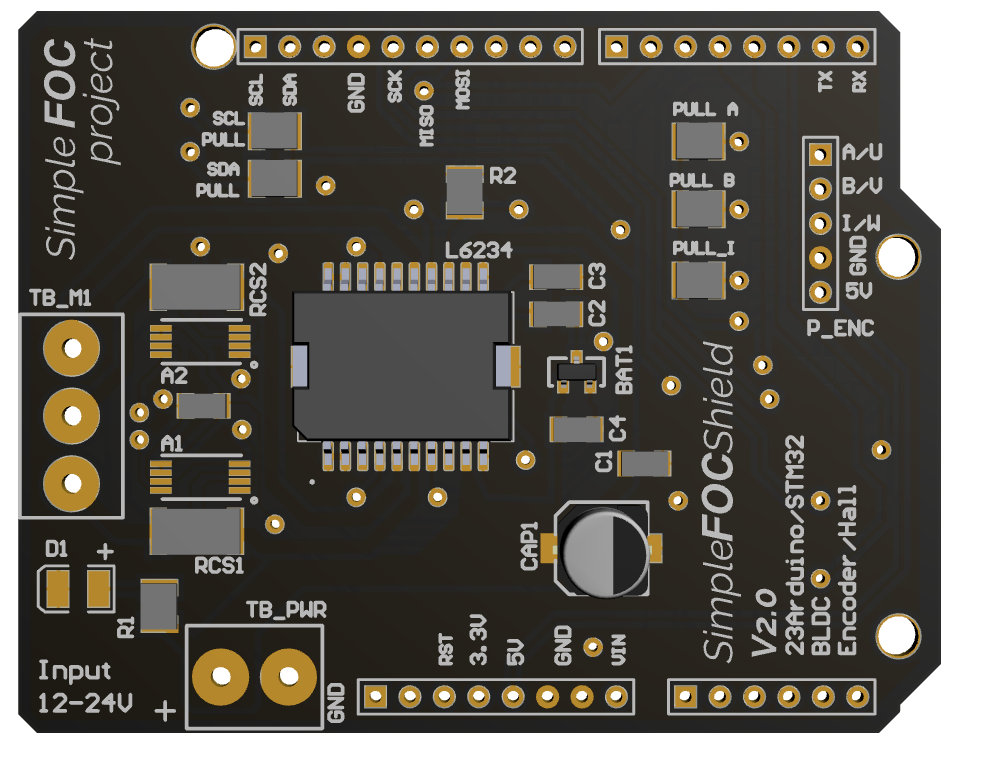 Simple FOC
project
SCL
SDA
GND
SCK
MISO
MOSI
TX
RX
SCL
PULL
SDA
PULL
R2
PULL A
PULL B
PULL_I
A/U
B/V
I/W
GND
5V
P_ENC
L6234
RCS2
C3
C2
TB_M1
A2
BAT1
A1
C4
C1
SimpleFOCShield
V2.0
23Arduino/STM32
BLDC
Encoder/Hall
CAP1
D1
+
RCS1
R1
TB_PWR
RST
3.3V
5V
GND
VIN
Input
12-24V
+
GND